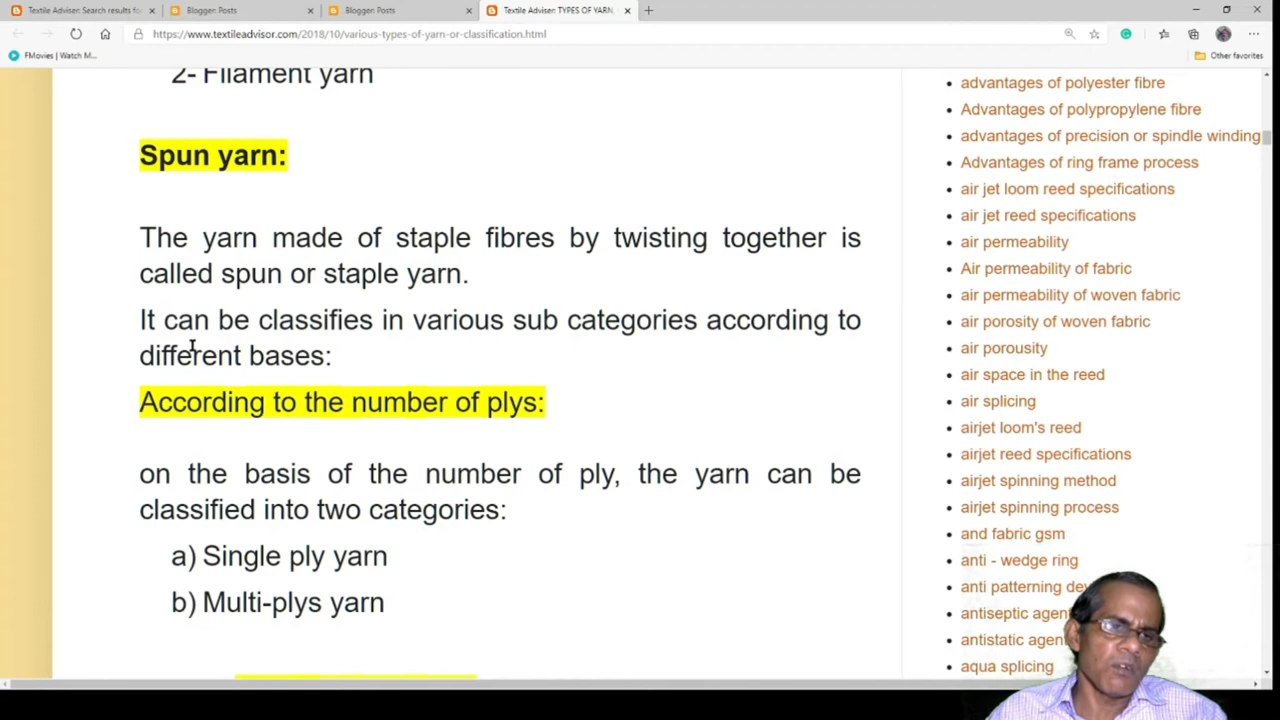 Textile Adviser: Search results fo
Blogger: Posts
Blogger: Posts
Textile Adviser: TYPES OF YARN,
https://www.textileadvisor.com/2018/10/various-types-of-yarn-or-classification.html
FMovies | Watch M...
Other favorites
2- Filament yarn
Spun yarn:
The yarn made of staple fibres by twisting together is
called spun or staple yarn.
It can be classifies in various sub categories according to
different bases:
According to the number of plys:
on the basis of the number of ply, the yarn can be
classified into two categories:
a) Single ply yarn
b) Multi-plys yarn
advantages of polyester fibre
Advantages of polypropylene fibre
advantages of precision or spindle winding
Advantages of ring frame process
air jet loom reed specifications
air jet reed specifications
air permeability
Air permeability of fabric
air permeability of woven fabric
air porosity of woven fabric
air porousity
air space in the reed
air splicing
airjet loom's reed
airjet reed specifications
airjet spinning method
airjet spinning process
and fabric gsm
anti - wedge ring
anti patterning dev
antiseptic agen
antistatic agen
aqua splicing